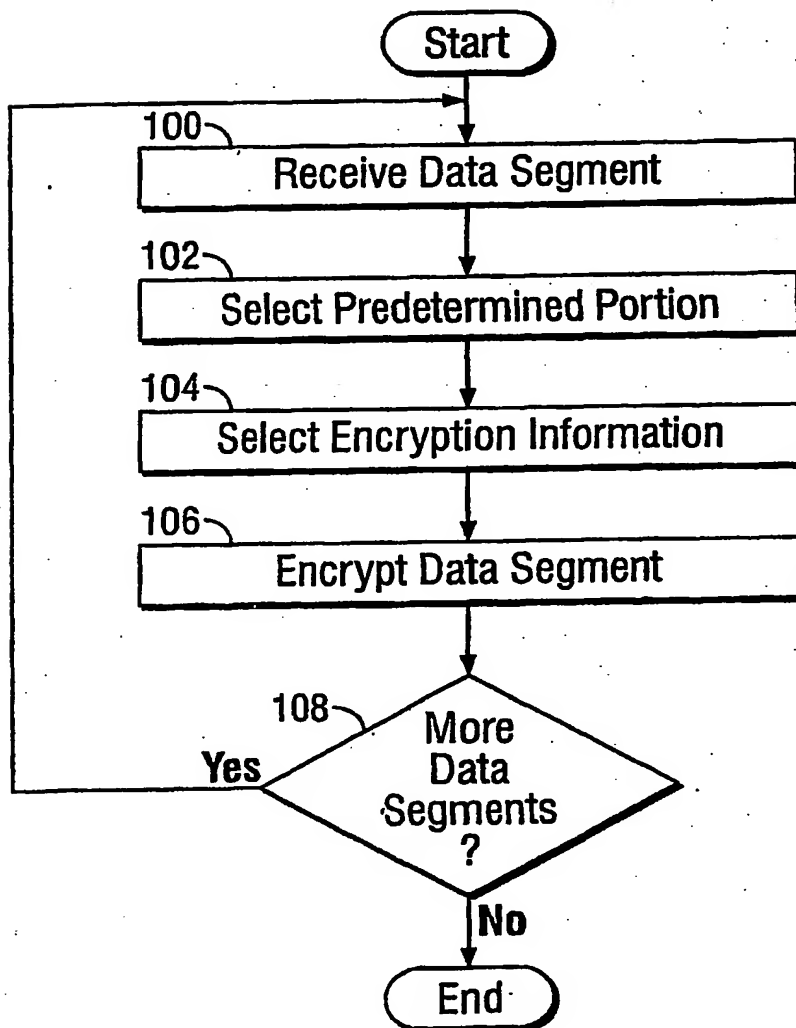 Start
100
Receive Data Segment
102
Select Predetermined Portion
104
Select Encryption Information
106
Encrypt Data Segment
108
More
Data
Segments
?
Yes
No
End